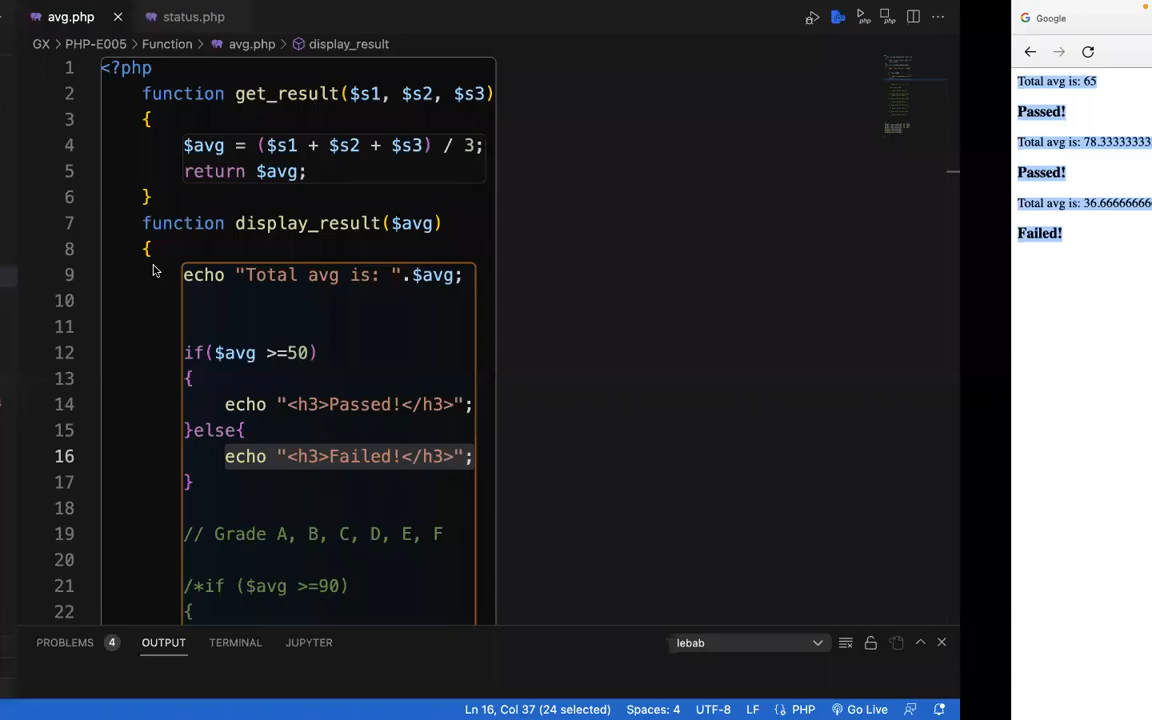 avg.php
status.php
GX > PHP-E005 > Function > avg.php > display_result
1 <?php
2 function get_result($s1, $s2, $s3)
3 {
4 $avg = ($s1 + $s2 + $s3) / 3;
5 return $avg;
6 }
7 function display_result($avg)
8 {
9 echo "Total avg is: ".$avg;
10
11
12 if($avg >=50)
13 {
14 echo "<h3>Passed!</h3>";
15 }else{
16 echo "<h3>Failed!</h3>";
17 }
18
19 // Grade A, B, C, D, E, F
20
21 /*if ($avg >=90)
22 {
PROBLEMS 4 OUTPUT TERMINAL JUPYTER
lebab
Ln 16, Col 37 (24 selected) Spaces: 4 UTF-8 LF {} PHP Go Live
Google
Total avg is: 65
Passed!
Total avg is: 78.33333333
Passed!
Total avg is: 36.66666666
Failed!